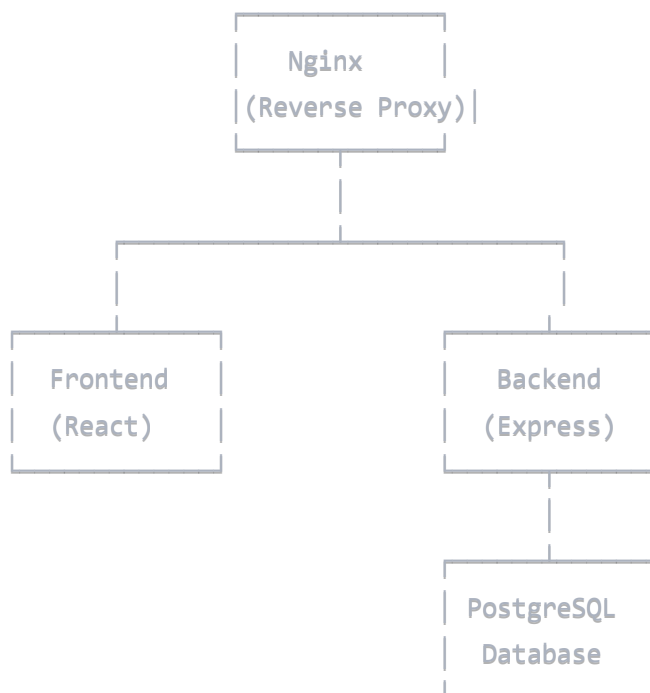 Nginx
(Reverse Proxy)
Frontend
(React)
Backend
(Express)
PostgreSQL
Database